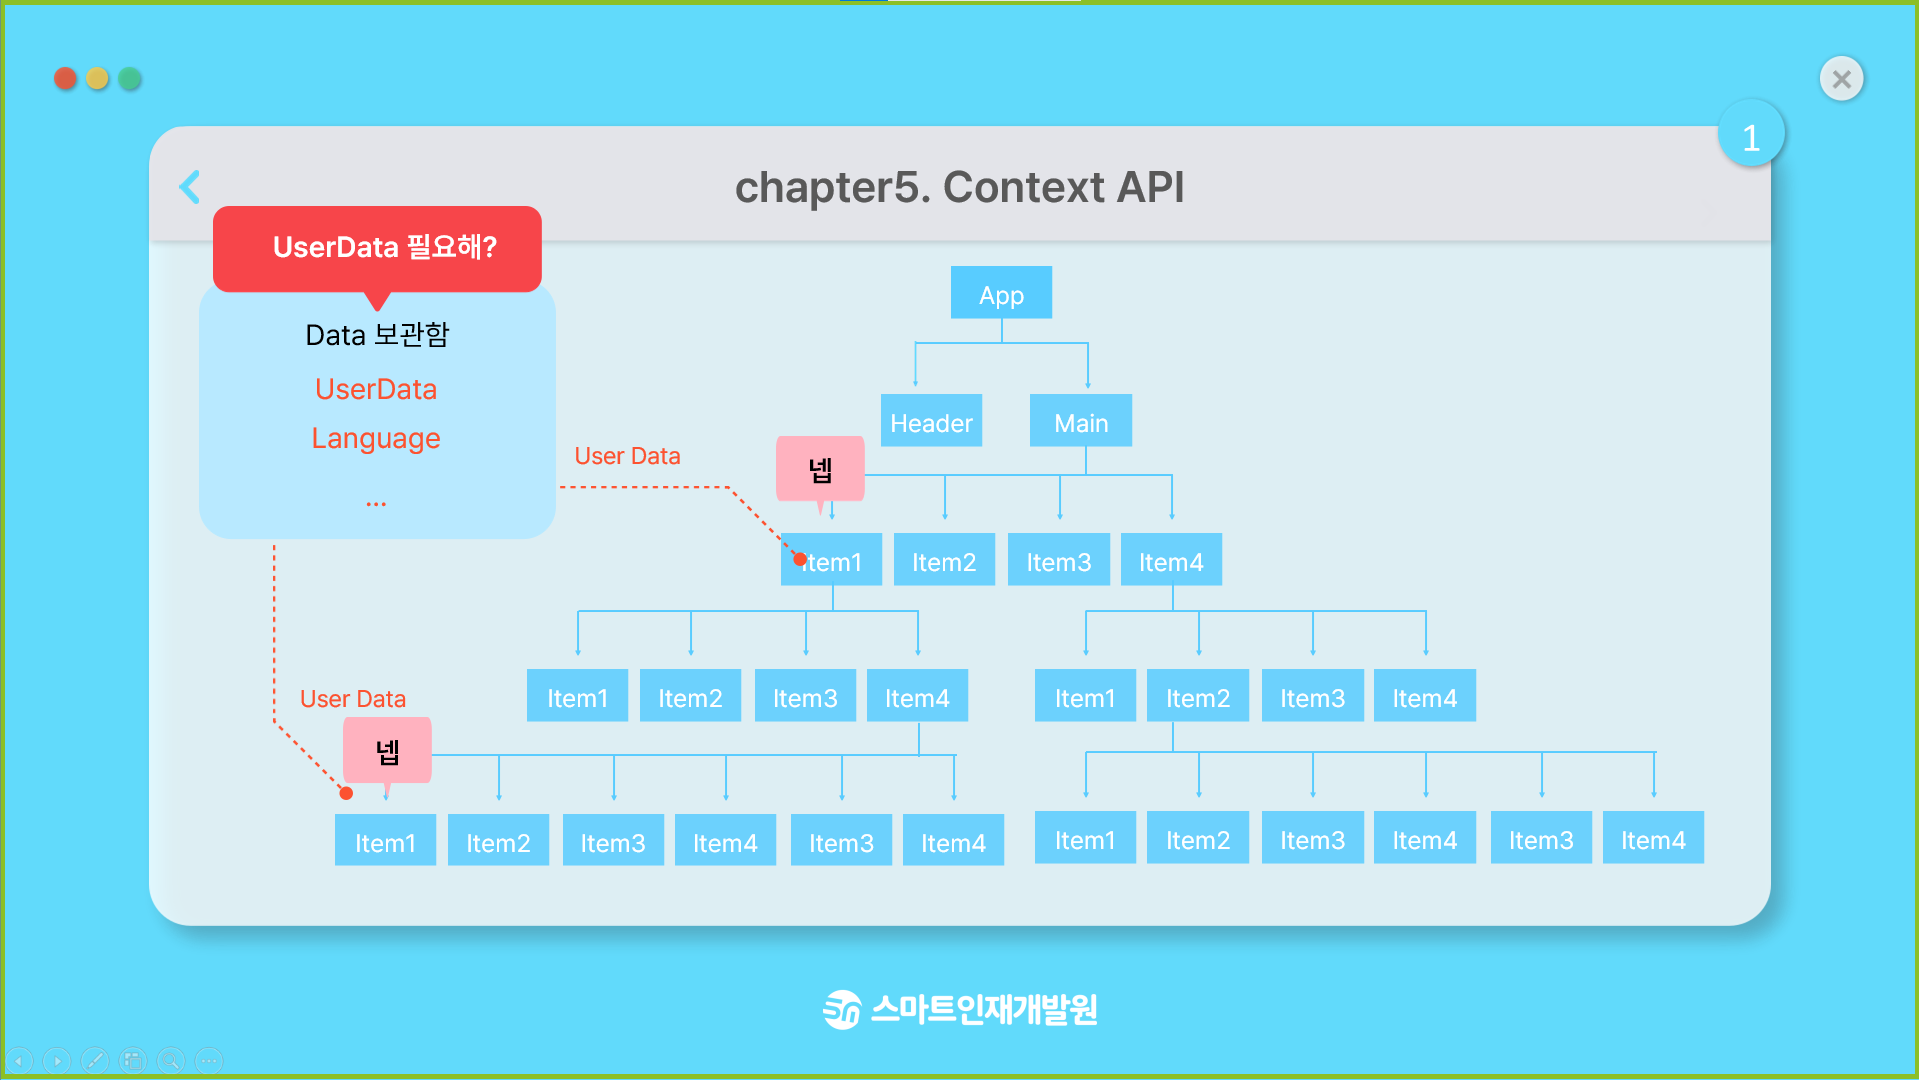 1
chapter5. Context API
UserData 필요해?
Data 보관함
UserData
Language
...
App
Header
Main
User Data
넵
Item1
Item2
Item3
Item4
Item1
Item2
Item3
Item4
Item1
Item2
Item3
Item4
User Data
넵
Item1
Item2
Item3
Item4
Item3
Item4
Item1
Item2
Item3
Item4
Item3
Item4
스마트인재개발원